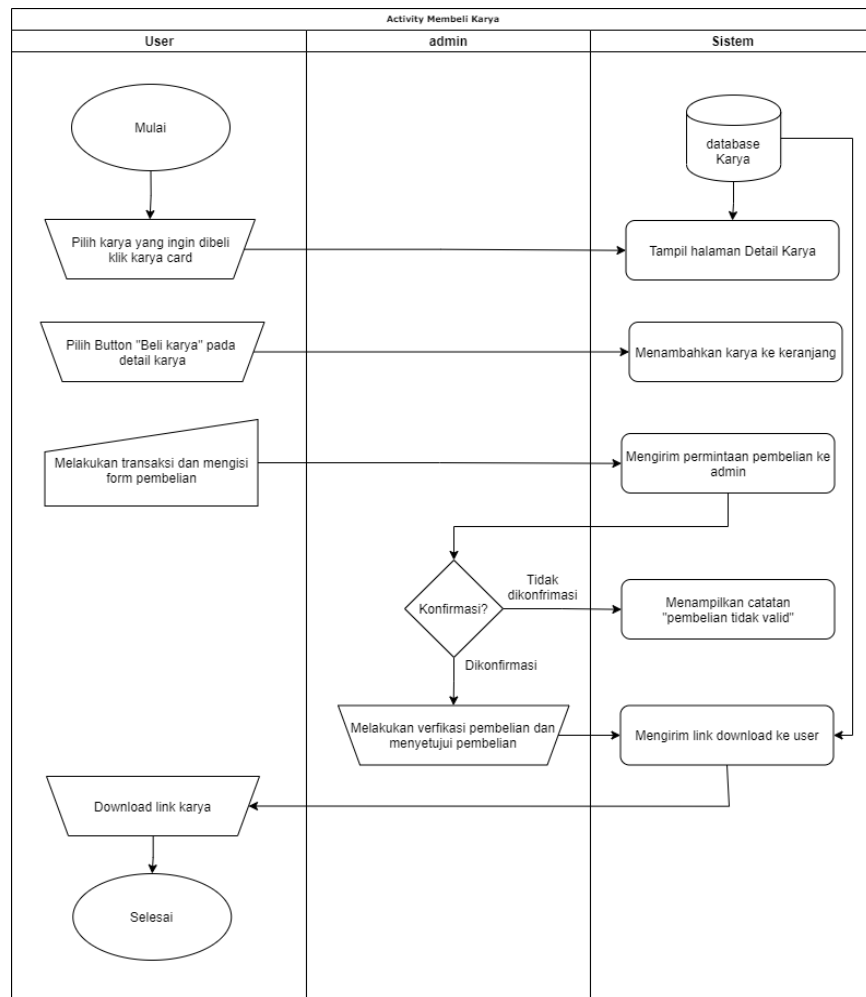 Activity Membeli Karya
User
admin
Sistem
Mulai
database
Karya
Pilih karya yang ingin dibeli
klik karya card
Tampil halaman Detail Karya
Pilih Button "Beli karya" pada
detail karya
Menambahkan karya ke keranjang
Melakukan transaksi dan mengisi
form pembelian
Mengirim permintaan pembelian ke
admin
Konfirmasi?
Tidak
dikonfrimasi
Menampilkan catatan
"pembelian tidak valid"
Dikonfirmasi
Melakukan verfikasi pembelian dan
menyetujui pembelian
Mengirim link download ke user
Download link karya
Selesai